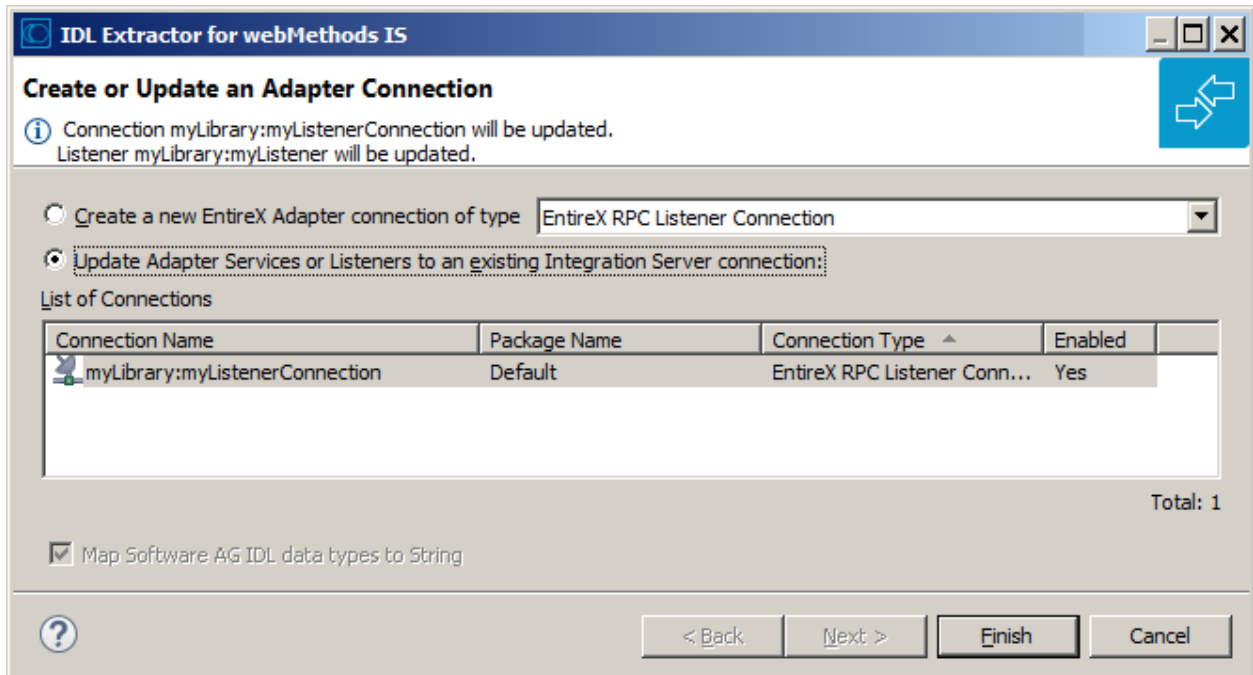 IDL Extractor for webMethods IS
Create or Update an Adapter Connection
Connection myLibrary:myListenerConnection will be updated.
Listener myLibrary:myListener will be updated.
Create a new EntireX Adapter connection of type EntireX RPC Listener Connection
Update Adapter Services or Listeners to an existing Integration Server connection:
List of Connections
Connection Name Package Name Connection Type Enabled
myLibrary:myListenerConnection Default EntireX RPC Listener Conn... Yes
Total: 1
Map Software AG IDL data types to String
? < Back Next > Finish Cancel